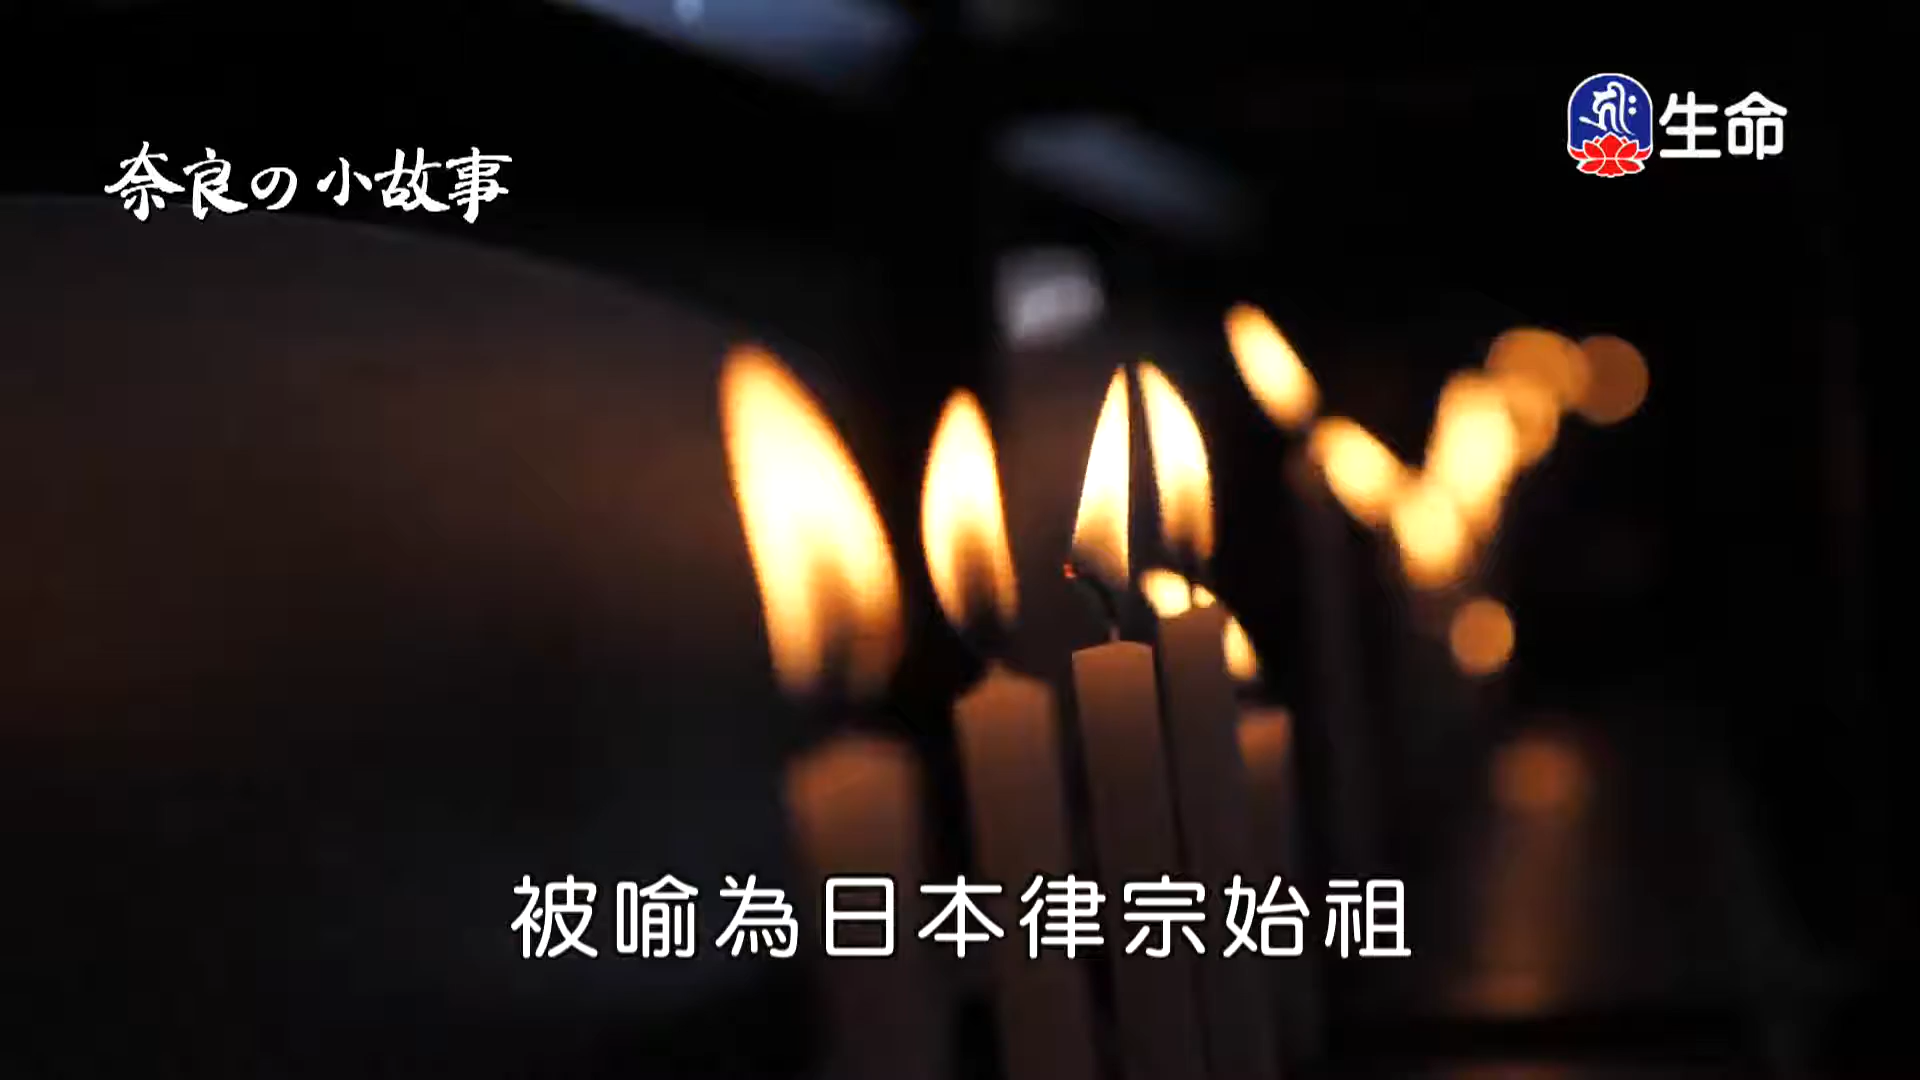 奈良の小故事
生命
被喻為日本律宗始祖